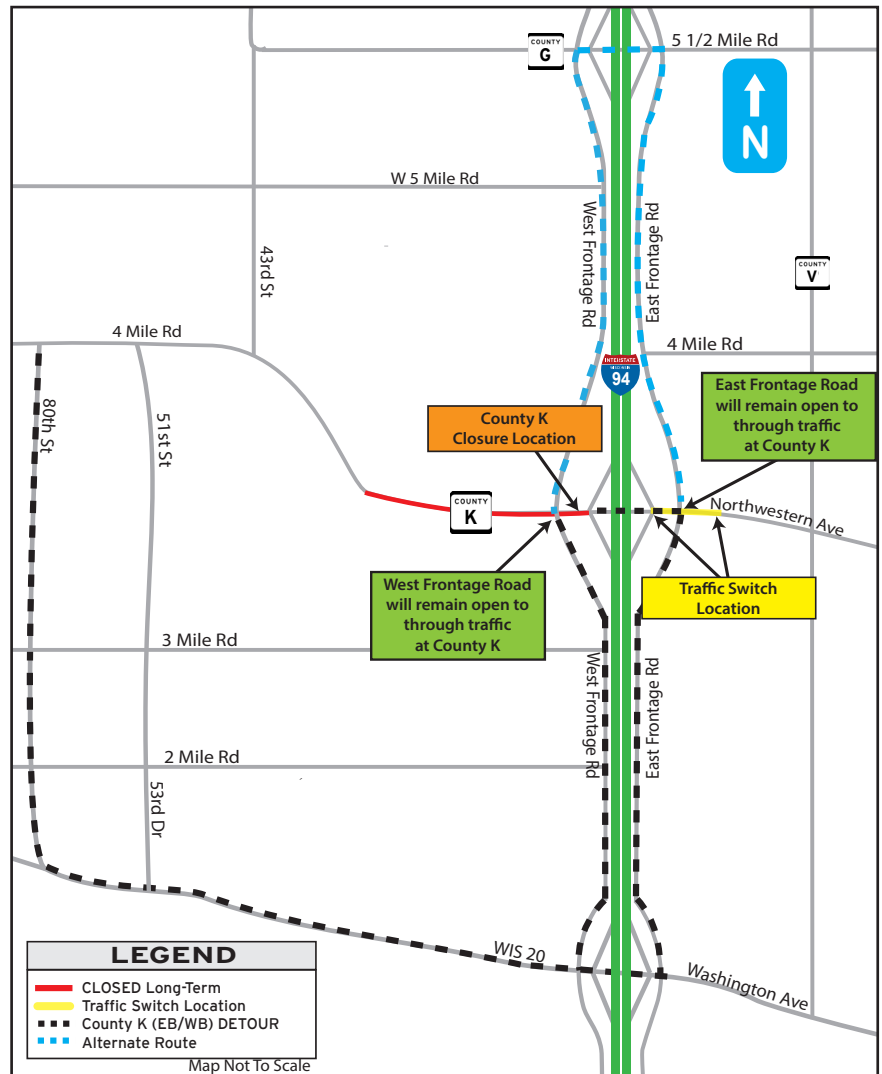 COUNTY
G
5 1/2 Mile Rd
N
W 5 Mile Rd
43rd St
West Frontage Rd
East Frontage Rd
COUNTY
V
4 Mile Rd
4 Mile Rd
INTERSTATE
WISCONSIN
94
80th St
51st St
County K
Closure Location
East Frontage Road
will remain open to
through traffic
at County K
COUNTY
K
Northwestern Ave
West Frontage Road
will remain open to
through traffic
at County K
Traffic Switch
Location
3 Mile Rd
West Frontage Rd
East Frontage Rd
2 Mile Rd
53rd Dr
WIS 20
Washington Ave
LEGEND
CLOSED Long-Term
Traffic Switch Location
County K (EB/WB) DETOUR
Alternate Route
Map Not To Scale